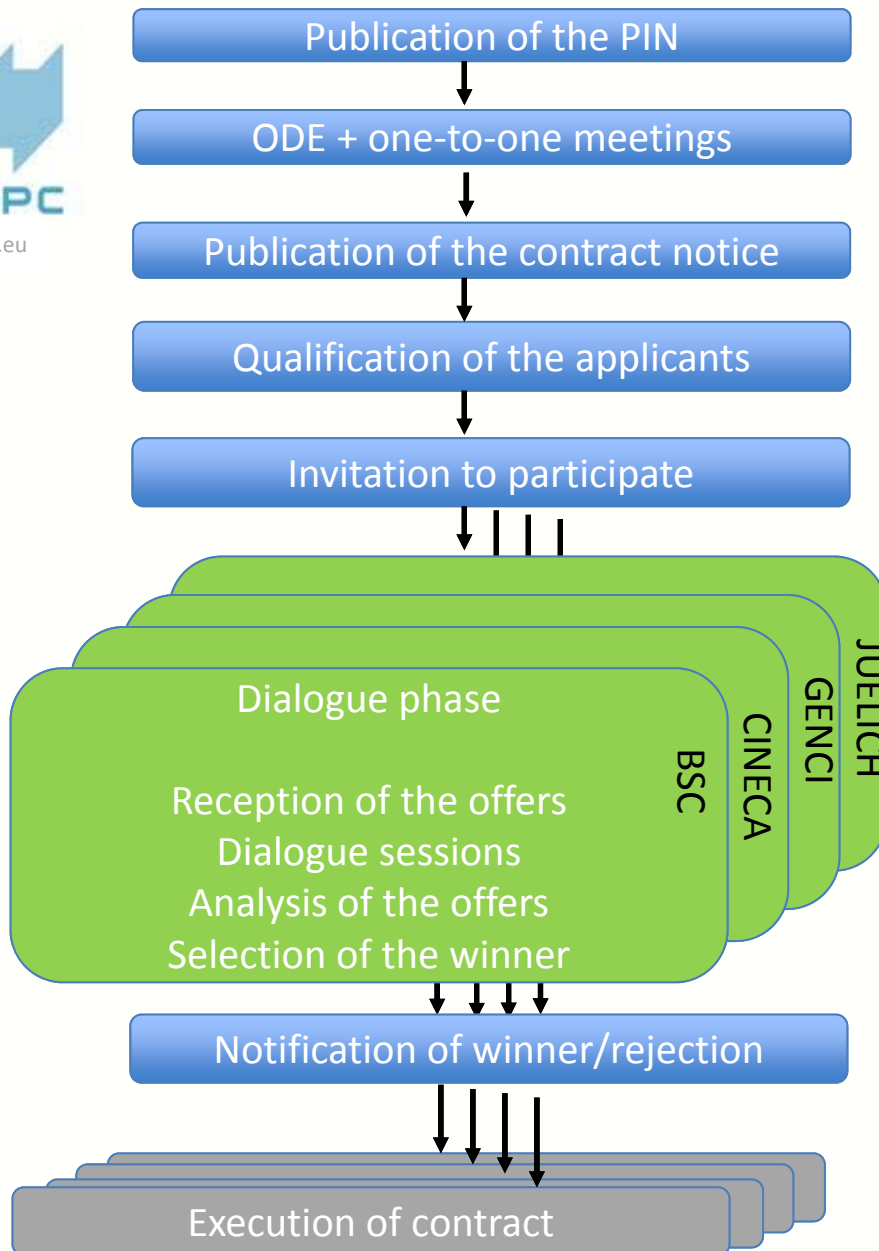 Publication of the PIN
ODE + one-to-one meetings
PC
.eu
Publication of the contract notice
Qualification of the applicants
Invitation to participate
JUELICH
GENCI
CINECA
BSC
Dialogue phase
Reception of the offers
Dialogue sessions
Analysis of the offers
Selection of the winner
Notification of winner/rejection
Execution of contract